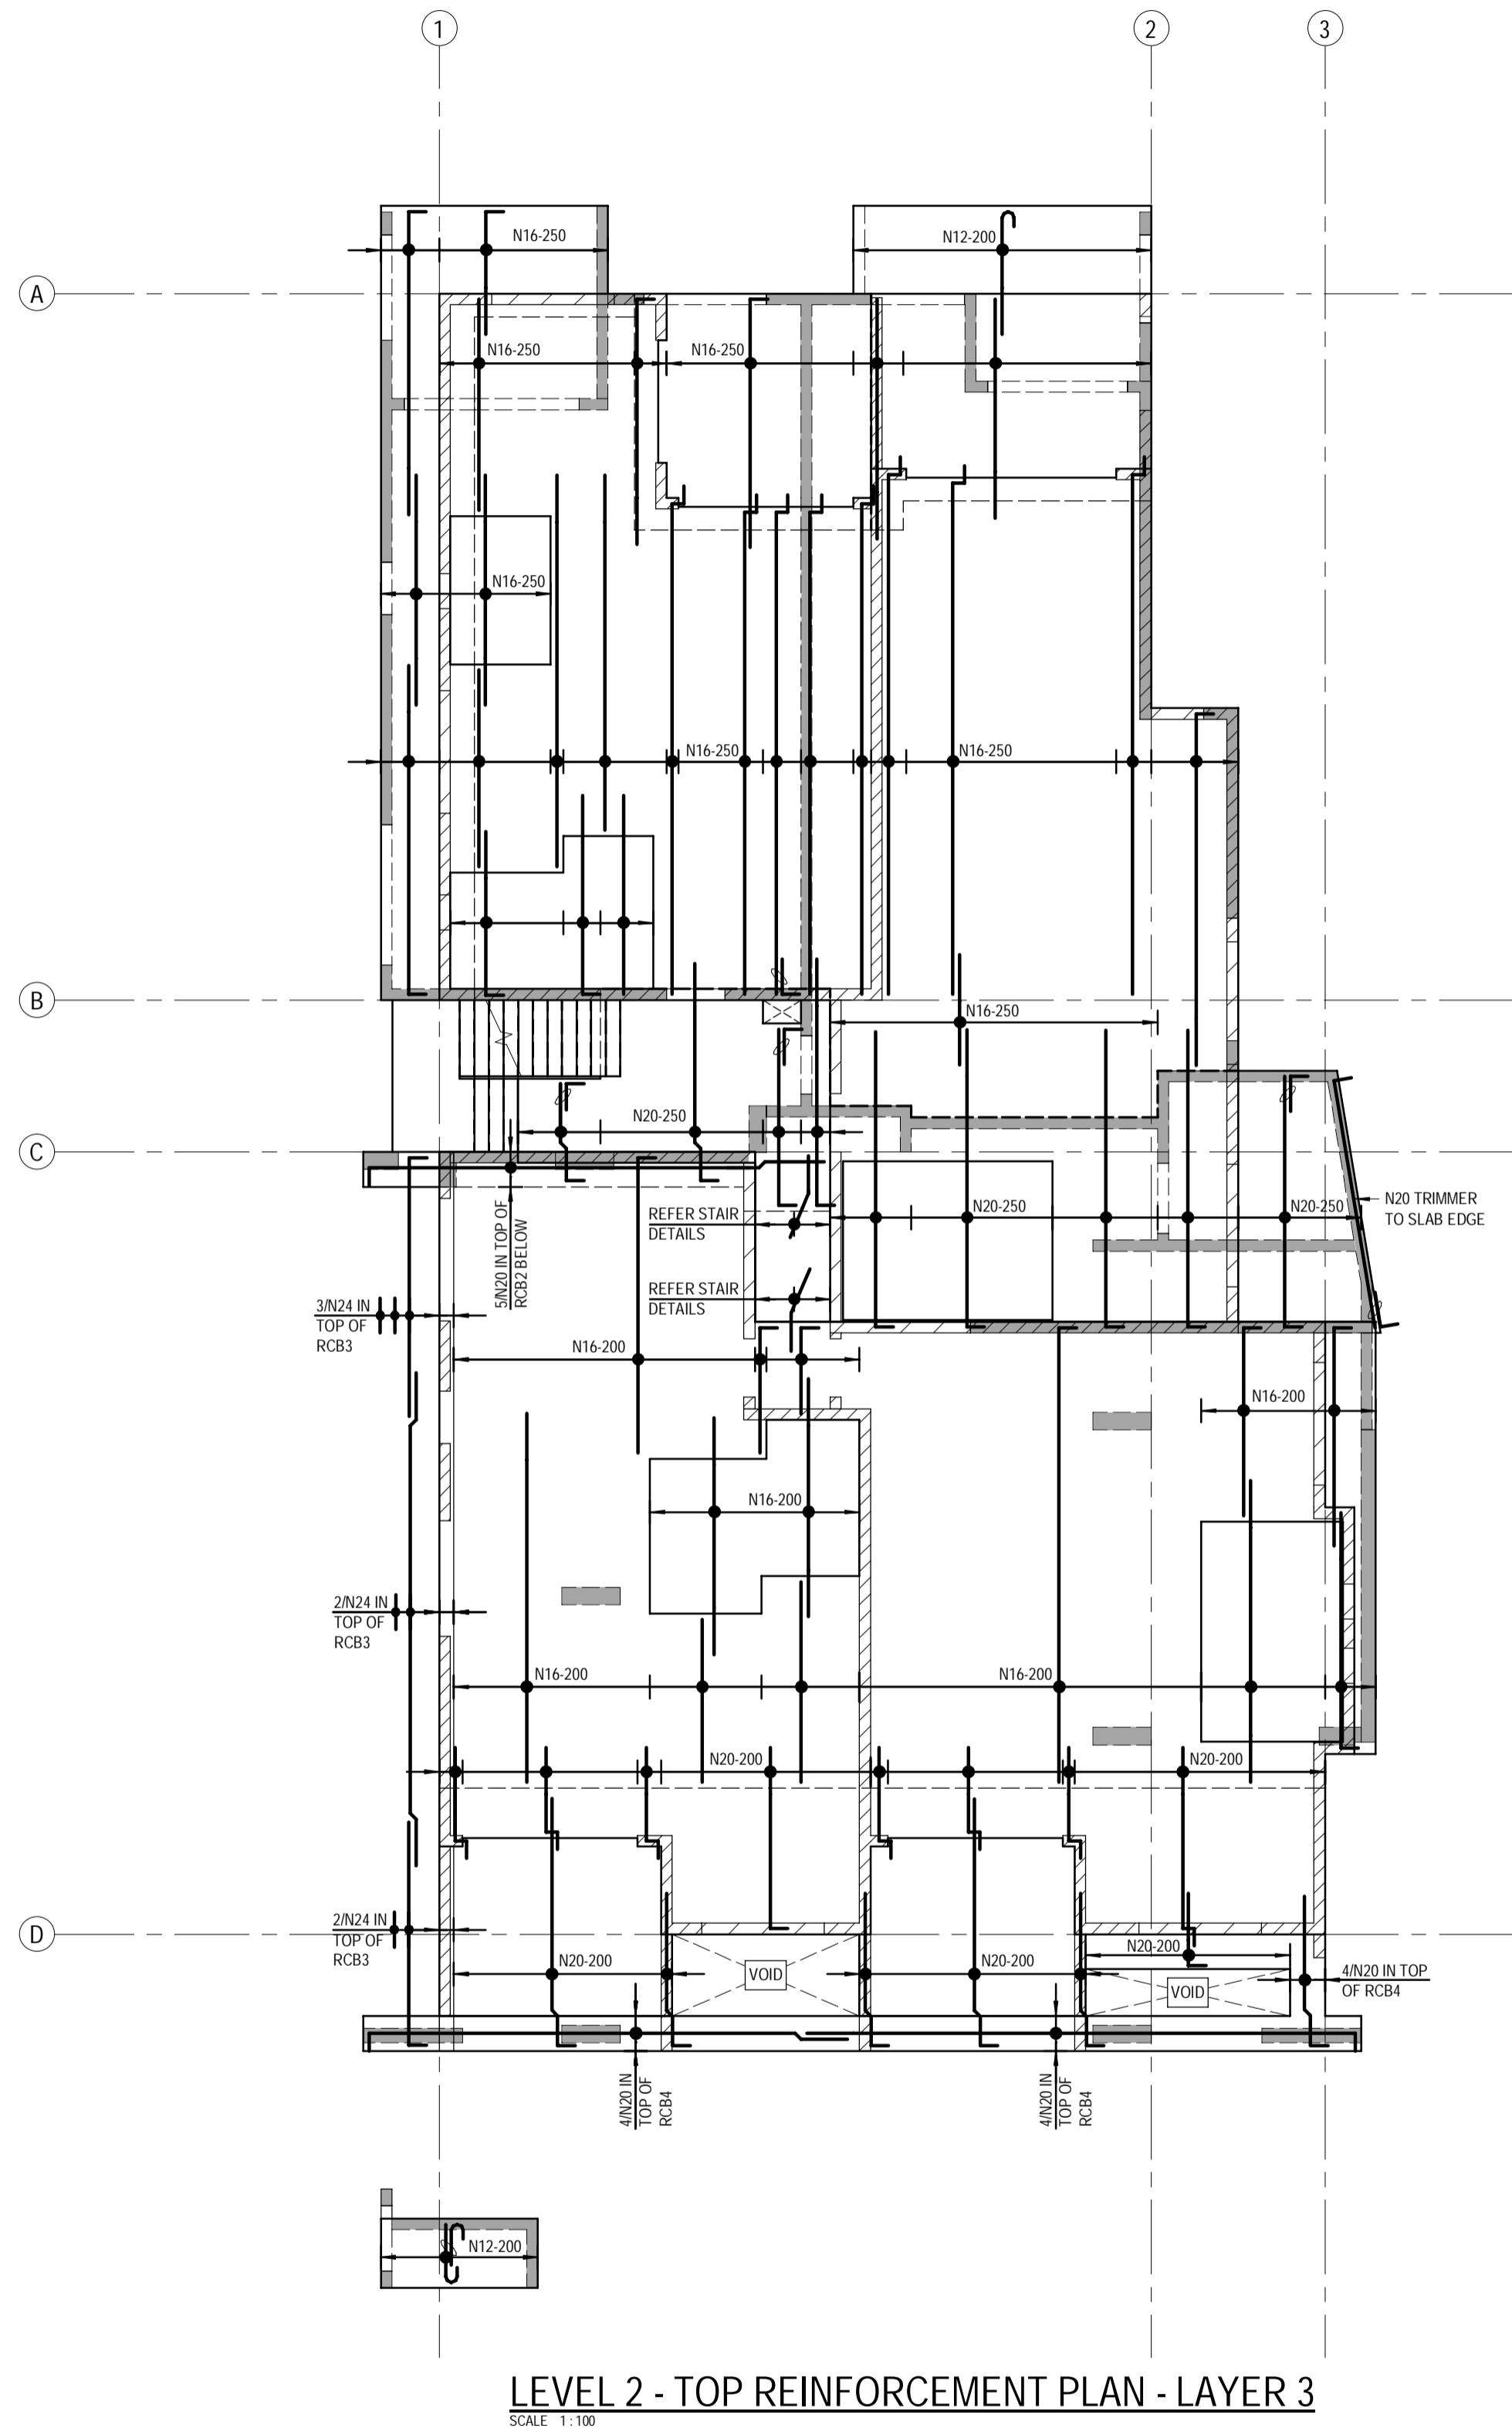 1
2
3
N16-250
N12-200
A
N16-250
N16-250
N16-250
N16-250
N16-250
B
N16-250
N20-250
C
N20 TRIMMER
TO SLAB EDGE
N20-250
N20-250
REFER STAIR
DETAILS
5/N20 IN TOP OF
RCB2 BELOW
REFER STAIR
DETAILS
3/N24 IN
TOP OF
RCB3
N16-200
N16-200
N16-200
2/N24 IN
TOP OF
RCB3
N16-200
N16-200
N20-200
N20-200
2/N24 IN
TOP OF
RCB3
D
N20-200
N20-200
VOID
N20-200
VOID
4/N20 IN TOP
OF RCB4
4/N20 IN
TOP OF
RCB4
4/N20 IN
TOP OF
RCB4
N12-200
LEVEL 2 - TOP REINFORCEMENT PLAN - LAYER 3
SCALE 1 : 100